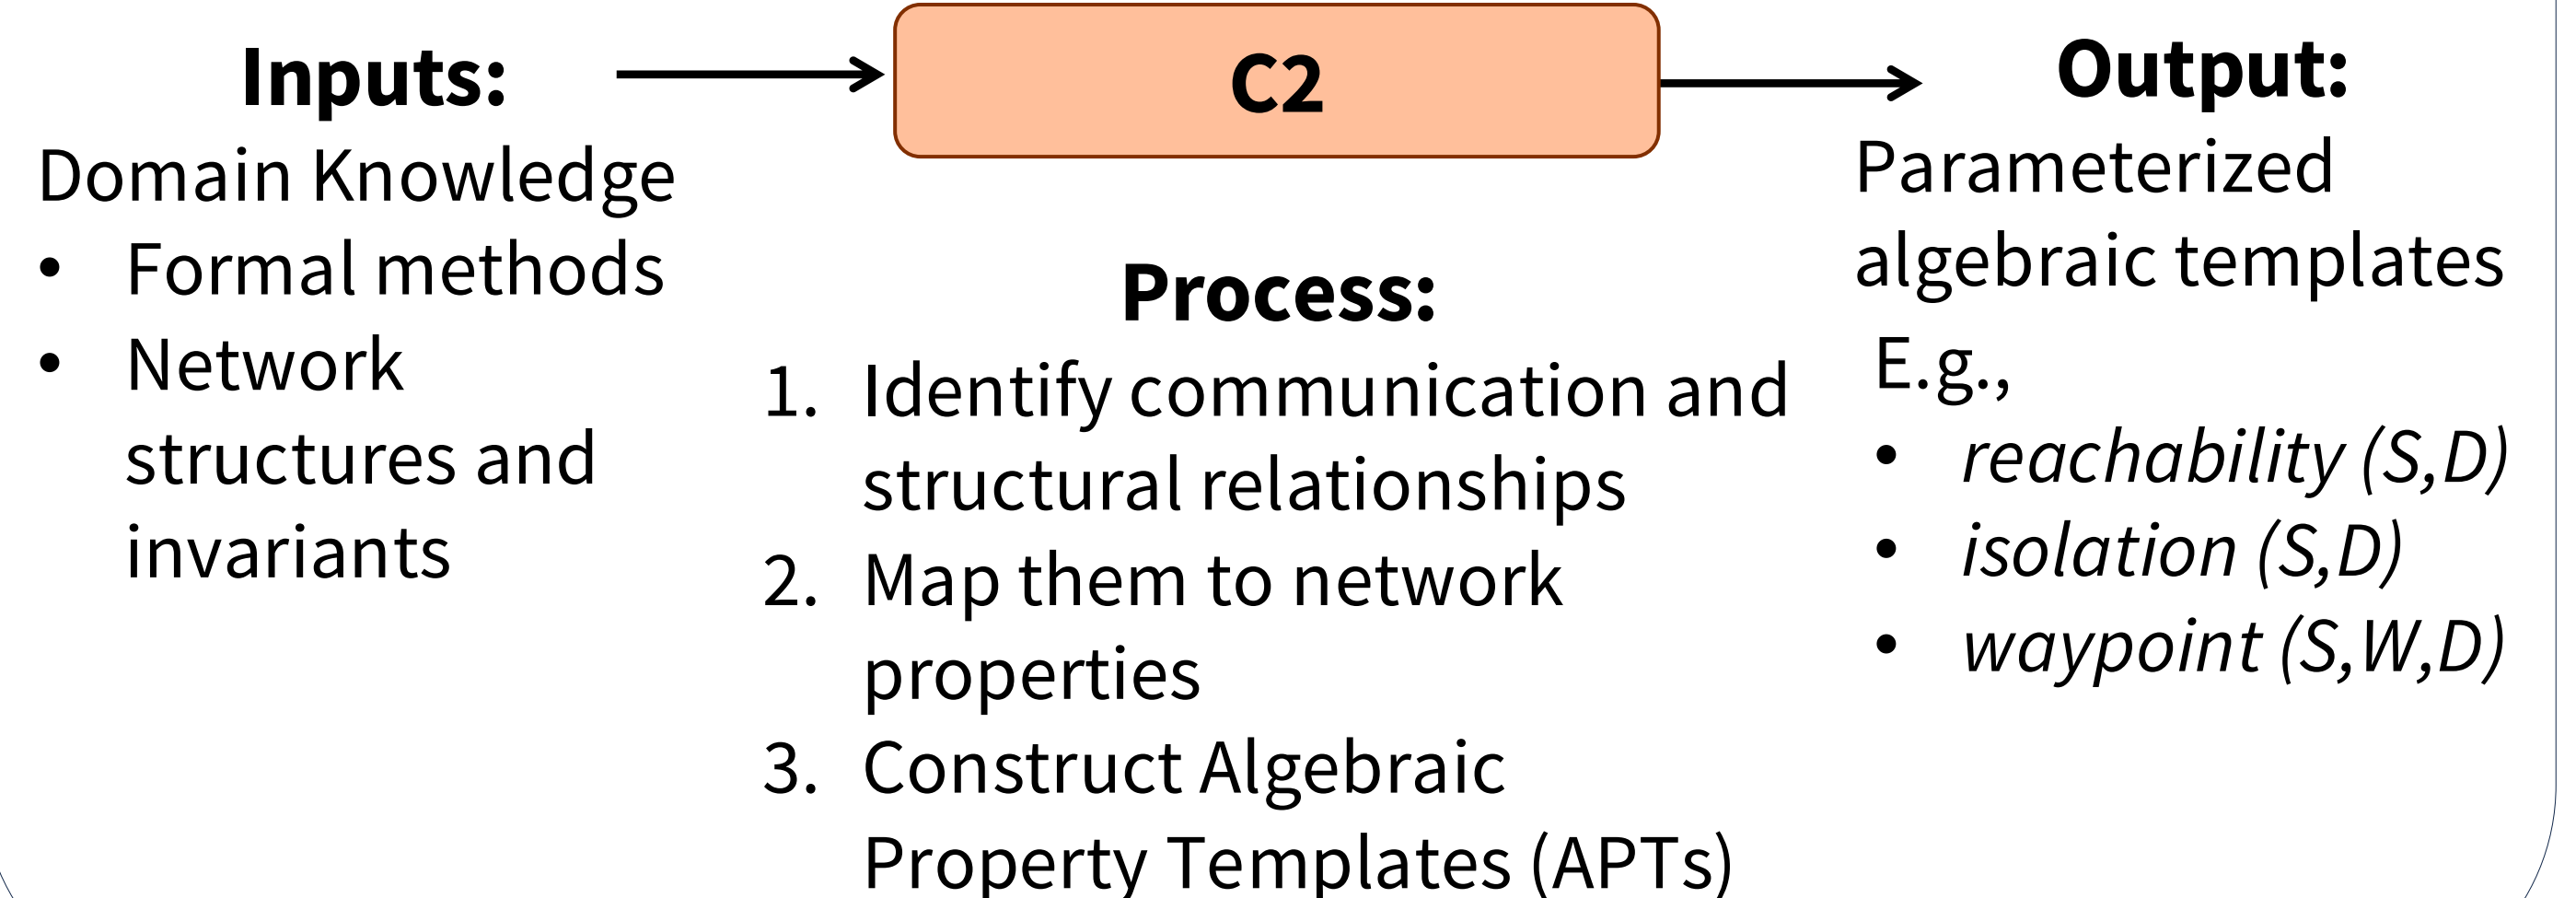 Inputs:
Domain Knowledge
• Formal methods
• Network
structures and
invariants
C2
Process:
1. Identify communication and
structural relationships
2. Map them to network
properties
3. Construct Algebraic
Property Templates (APTs)
Output:
Parameterized
algebraic templates
E.g.,
• reachability (S,D)
• isolation (S,D)
• waypoint (S,W,D)